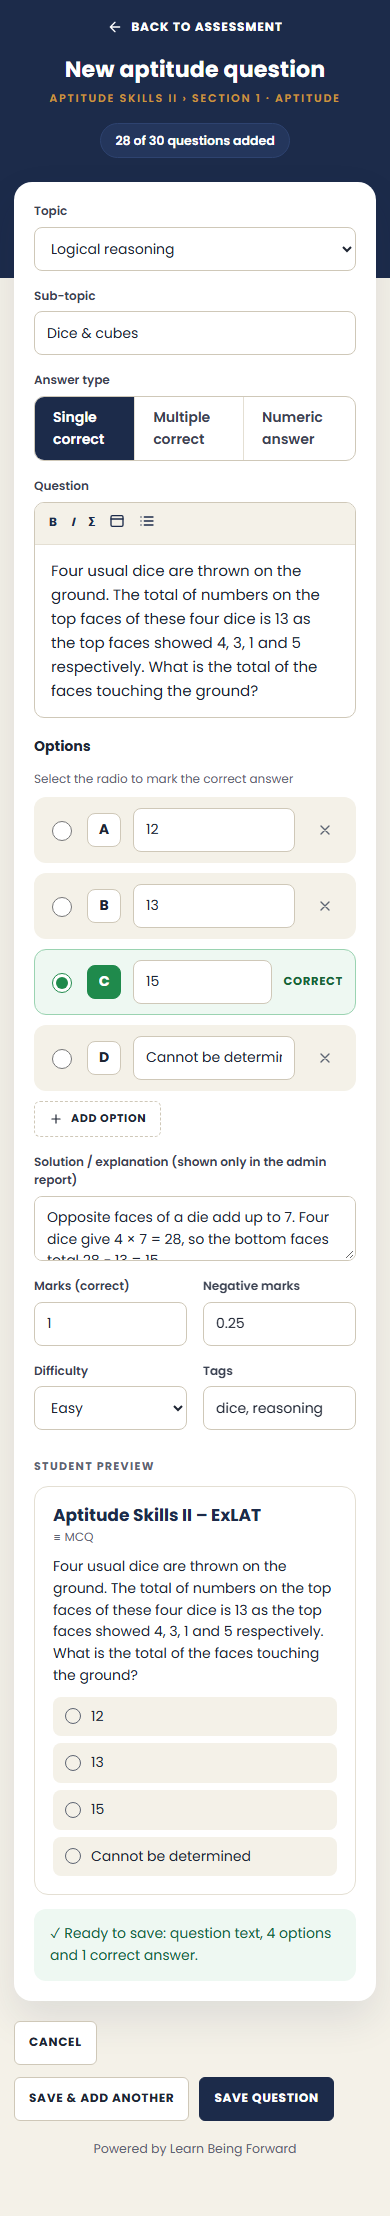 ← BACK TO ASSESSMENT
New aptitude question
APTITUDE SKILLS II › SECTION 1 · APTITUDE
28 of 30 questions added
Topic
Logical reasoning
Sub-topic
Dice & cubes
Answer type
Single correct
Multiple correct
Numeric answer
Question
B I Σ
Four usual dice are thrown on the
ground. The total of numbers on the
top faces of these four dice is 13 as
the top faces showed 4, 3, 1 and 5
respectively. What is the total of the
faces touching the ground?
Options
Select the radio to mark the correct answer
A 12 ×
B 13 ×
C 15 CORRECT
D Cannot be determin ×
+ ADD OPTION
Solution / explanation (shown only in the admin
report)
Opposite faces of a die add up to 7. Four
dice give 4 × 7 = 28, so the bottom faces
total 28 - 13 = 15
Marks (correct) Negative marks
1 0.25
Difficulty Tags
Easy dice, reasoning
STUDENT PREVIEW
Aptitude Skills II – ExLAT
≡ MCQ
Four usual dice are thrown on the
ground. The total of numbers on the top
faces of these four dice is 13 as the top
faces showed 4, 3, 1 and 5 respectively.
What is the total of the faces touching
the ground?
12
13
15
Cannot be determined
✓ Ready to save: question text, 4 options
and 1 correct answer.
CANCEL
SAVE & ADD ANOTHER
SAVE QUESTION
Powered by Learn Being Forward